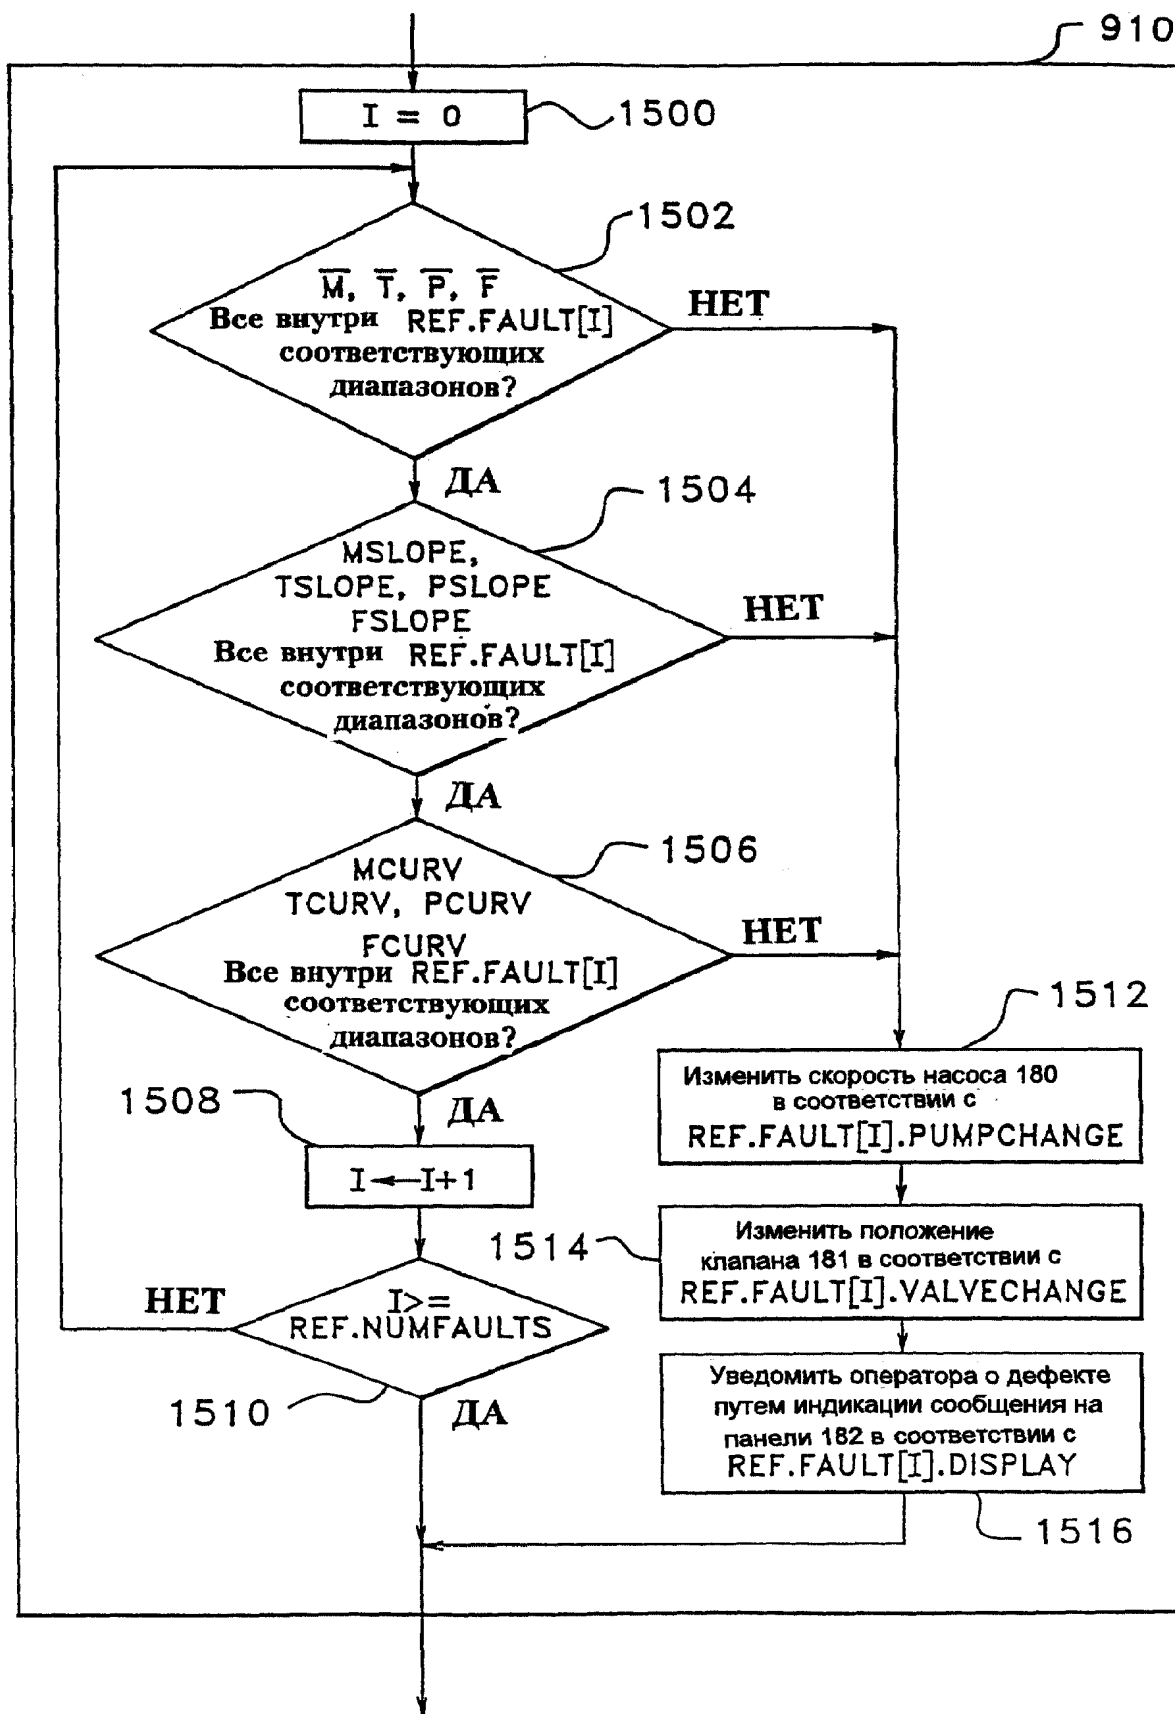 910
I = 0
1500
1502
M̅, T̅, P̅, F̅
Все внутри REF.FAULT[I]
соответствующих
диапазонов?
НЕТ
ДА
1504
MSLOPE,
TSLOPE, PSLOPE
FSLOPE
Все внутри REF.FAULT[I]
соответствующих
диапазонов?
НЕТ
ДА
1506
MCURV
TCURV, PCURV
FCURV
Все внутри REF.FAULT[I]
соответствующих
диапазонов?
НЕТ
ДА
1508
I←I+1
I>=
REF.NUMFAULTS
НЕТ
1510
ДА
1512
Изменить скорость насоса 180
в соответствии с
REF.FAULT[I].PUMPCHANGE
1514
Изменить положение
клапана 181 в соответствии с
REF.FAULT[I].VALVECHANGE
Уведомить оператора о дефекте
путем индикации сообщения на
панели 182 в соответствии с
REF.FAULT[I].DISPLAY
1516